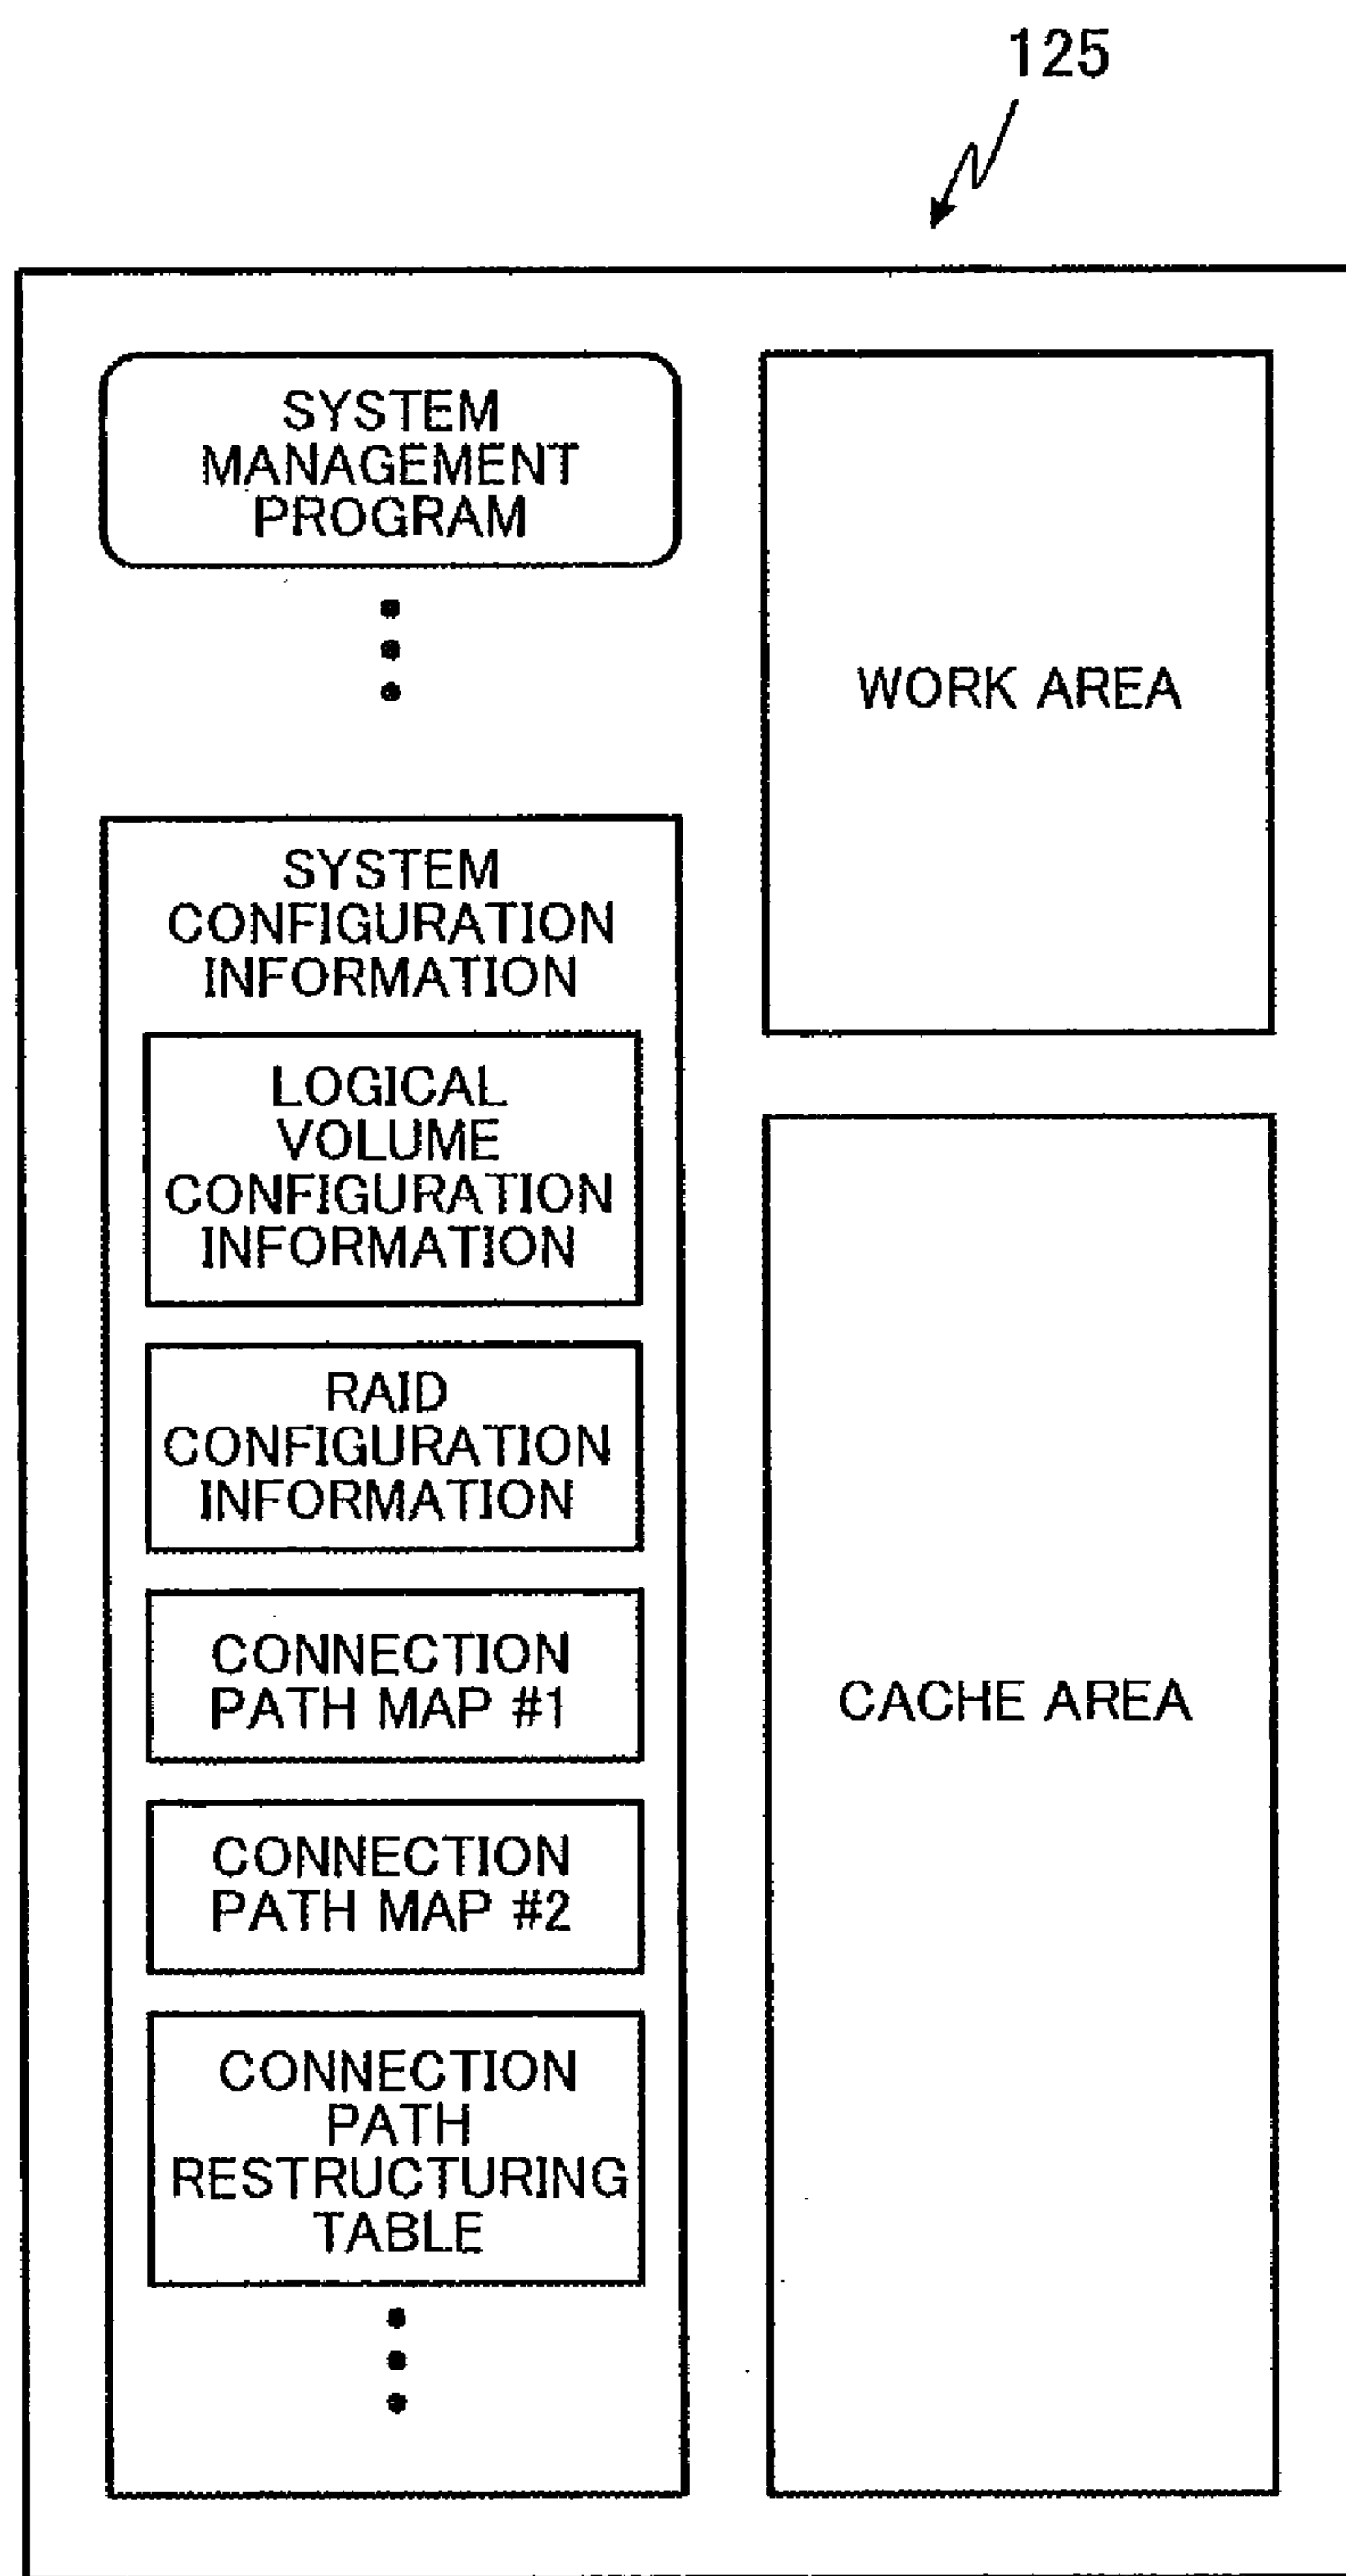 125
SYSTEM
MANAGEMENT
PROGRAM
SYSTEM
CONFIGURATION
INFORMATION
LOGICAL
VOLUME
CONFIGURATION
INFORMATION
RAID
CONFIGURATION
INFORMATION
CONNECTION
PATH MAP #1
CONNECTION
PATH MAP #2
CONNECTION
PATH
RESTRUCTURING
TABLE
WORK AREA
CACHE AREA